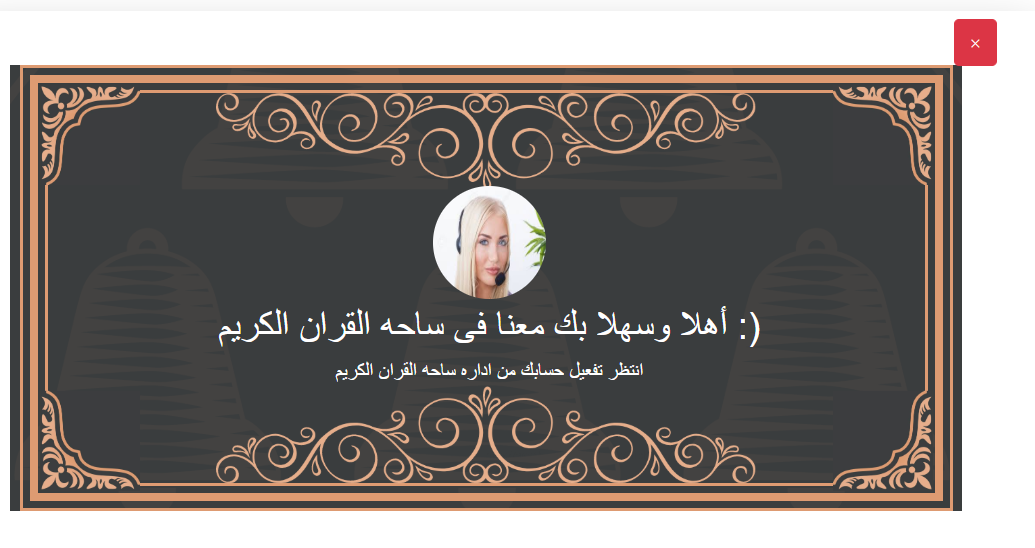 ×
(: أهلا وسهلا بك معنا فى ساحه القران الكريم
انتظر تفعيل حسابك من اداره ساحه القران الكريم